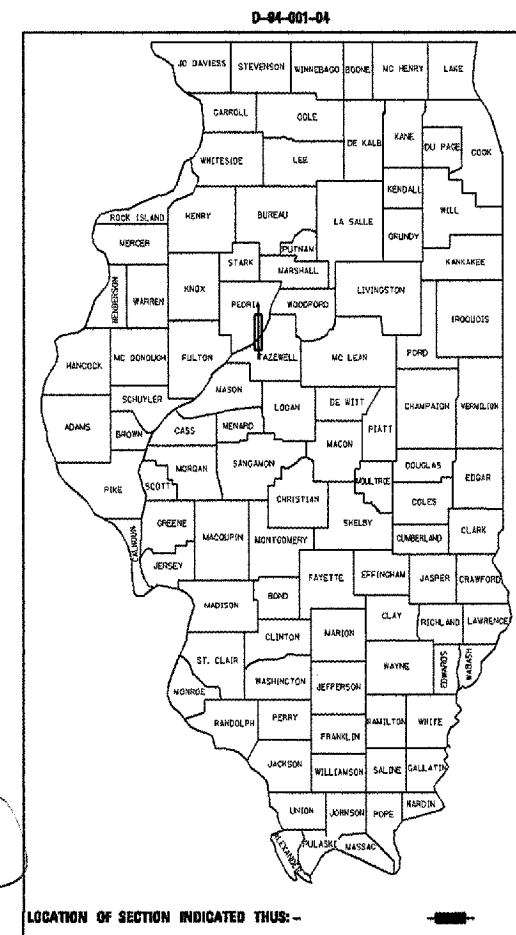 D-94-001-04
JO DAVIESS STEVENSON WINNEBAGO BOONE MC HENRY LAKE
CARROLL OGLE
DE KALB KANE DU PAGE COOK
WHITESIDE LEE
KENDALL
ROCK ISLAND HENRY BUREAU LA SALLE WILL
MERCER PUTNAM GRUNDY
STARK MARSHALL KANKAKEE
HENDERSON WARREN KNOX PEORIA WOODFORD LIVINGSTON IROQUOIS
HANCOCK MC DONOUGH FULTON TAZEWELL MC LEAN FORD
SCHUYLER MASON LOGAN DE WITT CHAMPAIGN VERMILION
ADAMS BROWN CASS MENARD MACON PIATT
MORGAN SANGAMON DOUGLAS EDGAR
PIKE SCOTT CHRISTIAN MOULTRIE COLES
GREENE MACOUPIN MONTGOMERY SHELBY CUMBERLAND CLARK
CALHOUN JERSEY FAYETTE EFFINGHAM JASPER CRAWFORD
MADISON BOND
CLINTON MARION CLAY RICHLAND LAWRENCE
ST. CLAIR WAYNE EDWARDS WABASH
MONROE WASHINGTON JEFFERSON
RANDOLPH PERRY HAMILTON WHITE
FRANKLIN
JACKSON WILLIAMSON SALINE GALLATIN
UNION JOHNSON POPE HARDIN
ALEXANDER PULASKI MASSAC
LOCATION OF SECTION INDICATED THUS: -